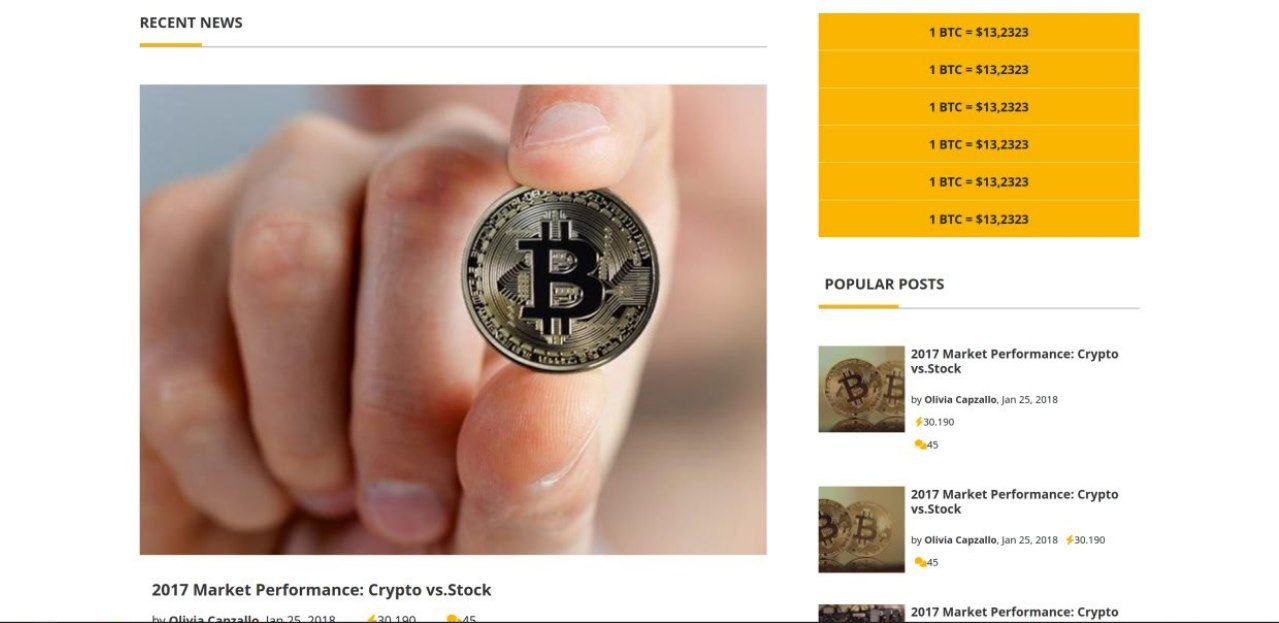 RECENT NEWS
2017 Market Performance: Crypto vs.Stock
by Olivia Capzallo, Jan 25, 2018 30.190 45
1 BTC = $13,2323
1 BTC = $13,2323
1 BTC = $13,2323
1 BTC = $13,2323
1 BTC = $13,2323
1 BTC = $13,2323
POPULAR POSTS
2017 Market Performance: Crypto
vs.Stock
by Olivia Capzallo, Jan 25, 2018
30.190
45
2017 Market Performance: Crypto
vs.Stock
by Olivia Capzallo, Jan 25, 2018 30.190
45
2017 Market Performance: Crypto